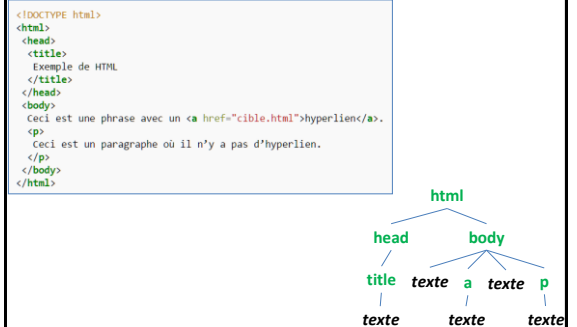 <!DOCTYPE html>
<html>
<head>
<title>
Exemple de HTML
</title>
</head>
<body>
Ceci est une phrase avec un <a href="cible.html">hyperlien</a>.
<p>
Ceci est un paragraphe où il n’y a pas d’hyperlien.
</p>
</body>
</html>
html
head body
title texte a texte p
texte texte texte